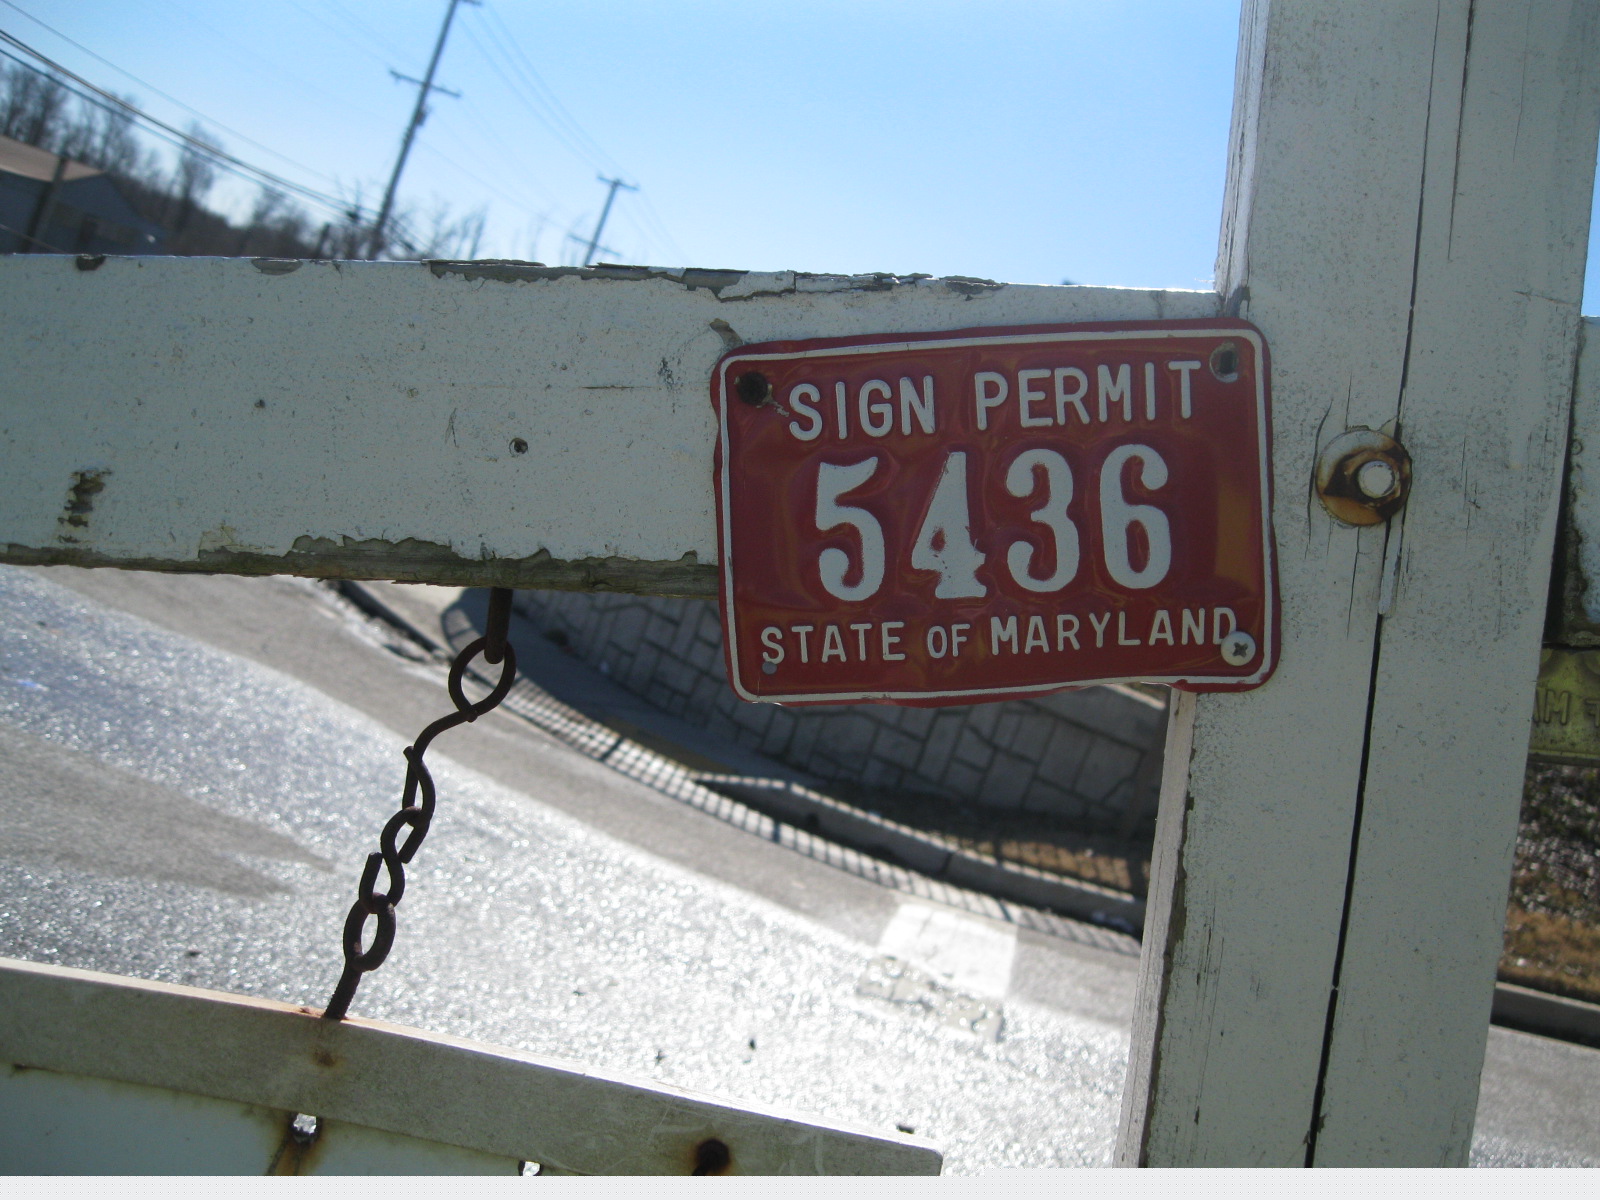 SIGN PERMIT
5436
STATE OF MARYLAND